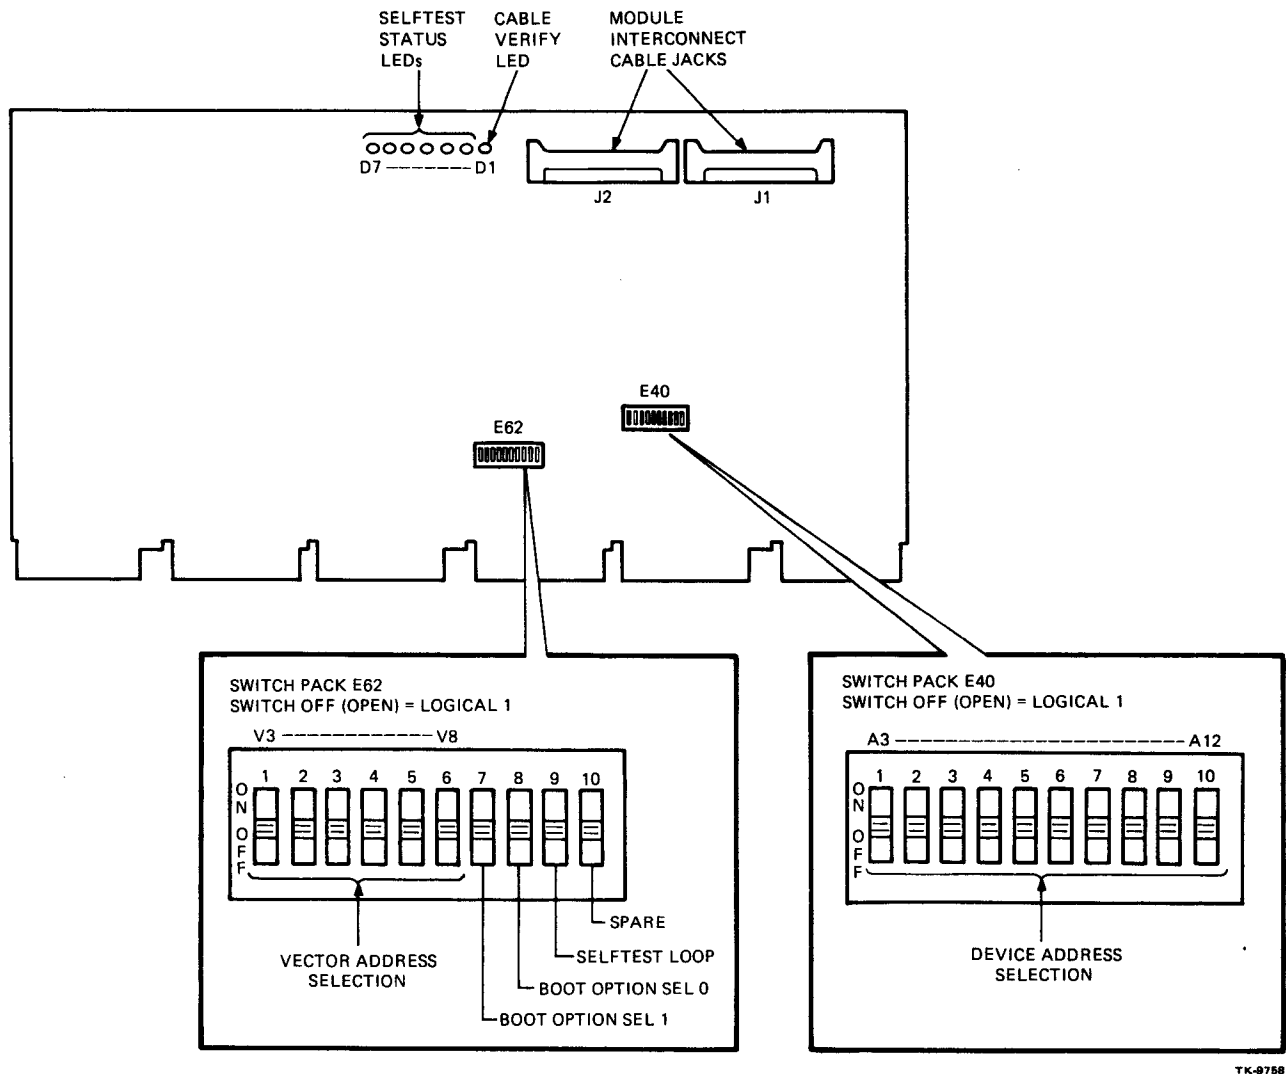 SELFTEST STATUS LEDs
CABLE VERIFY LED
MODULE INTERCONNECT CABLE JACKS
D7 ------- D1
J2
J1
E40
E62
SWITCH PACK E62
SWITCH OFF (OPEN) = LOGICAL 1
V3 ------------- V8
1 2 3 4 5 6 7 8 9 10
ON OFF
SPARE
SELFTEST LOOP
BOOT OPTION SEL 0
BOOT OPTION SEL 1
VECTOR ADDRESS
SELECTION
SWITCH PACK E40
SWITCH OFF (OPEN) = LOGICAL 1
A3 ------------------------- A12
1 2 3 4 5 6 7 8 9 10
ON OFF
DEVICE ADDRESS
SELECTION
TK-9758